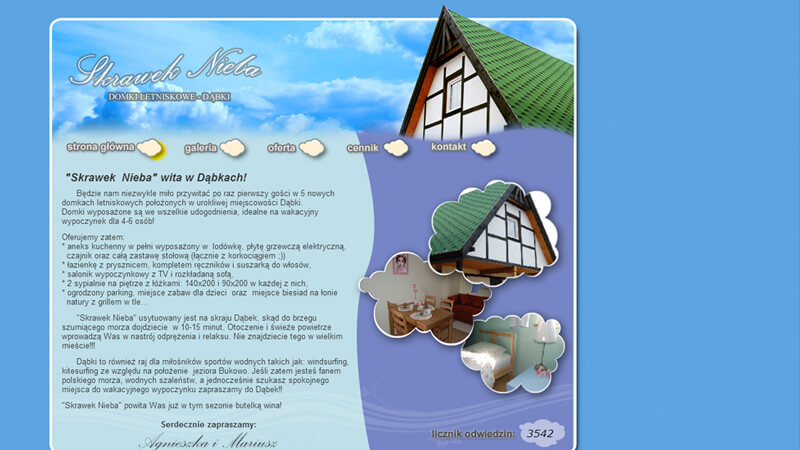 Skrawek Nieba
DOMKI LETNISKOWE - DĄBKI
strona główna galeria oferta cennik kontakt
"Skrawek Nieba" wita w Dąbkach!
Będzie nam niezwykle miło przywitać po raz pierwszy gości w 5 nowych
domkach letniskowych położonych w urokliwej miejscowości Dąbki.
Domki wyposażone są we wszelkie udogodnienia, idealne na wakacyjny
wypoczynek dla 4-6 osób!
Oferujemy zatem:
* aneks kuchenny w pełni wyposażony w lodówkę, płytę grzewczą elektryczną,
czajnik oraz całą zastawę stołową (łącznie z korkociągiem ;))
* łazienkę z prysznicem, kompletem ręczników i suszarką do włosów,
* salonik wypoczynkowy z TV i rozkładaną sofą,
* 2 sypialnie na piętrze z łóżkami: 140x200 i 90x200 w każdej z nich,
* ogrodzony parking, miejsce zabaw dla dzieci oraz miejsce biesiad na łonie
natury z grillem w tle...
"Skrawek Nieba" usytuowany jest na skraju Dąbek, skąd do brzegu
szumiącego morza dojdziecie w 10-15 minut. Otoczenie i świeże powietrze
wprowadzą Was w nastrój odprężenia i relaksu. Nie znajdziecie tego w wielkim
mieście!!!
Dąbki to również raj dla miłośników sportów wodnych takich jak: windsurfing,
kitesurfing ze względu na położenie jeziora Bukowo. Jeśli zatem jesteś fanem
polskiego morza, wodnych szaleństw, a jednocześnie szukasz spokojnego
miejsca do wakacyjnego wypoczynku zapraszamy do Dąbek!!
"Skrawek Nieba" powita Was już w tym sezonie butelką wina!
Serdecznie zapraszamy:
Agnieszka i Mariusz
licznik odwiedzin: 3542